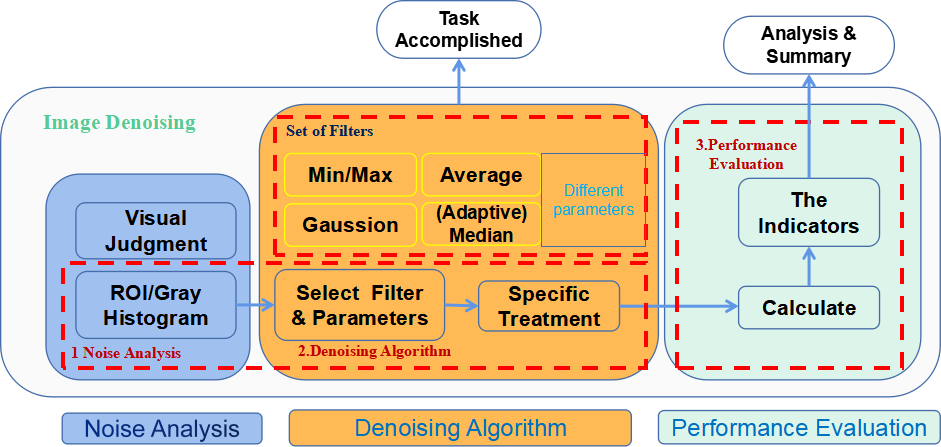 Task
Accomplished
Analysis &
Summary
Image Denoising
Set of Filters
Min/Max
Average
Different
parameters
Gaussion
(Adaptive)
Median
3.Performance
Evaluation
Visual
Judgment
The
Indicators
ROI/Gray
Histogram
Select Filter
& Parameters
Specific
Treatment
Calculate
1 Noise Analysis
2.Denoising Algorithm
Noise Analysis
Denoising Algorithm
Performance Evaluation